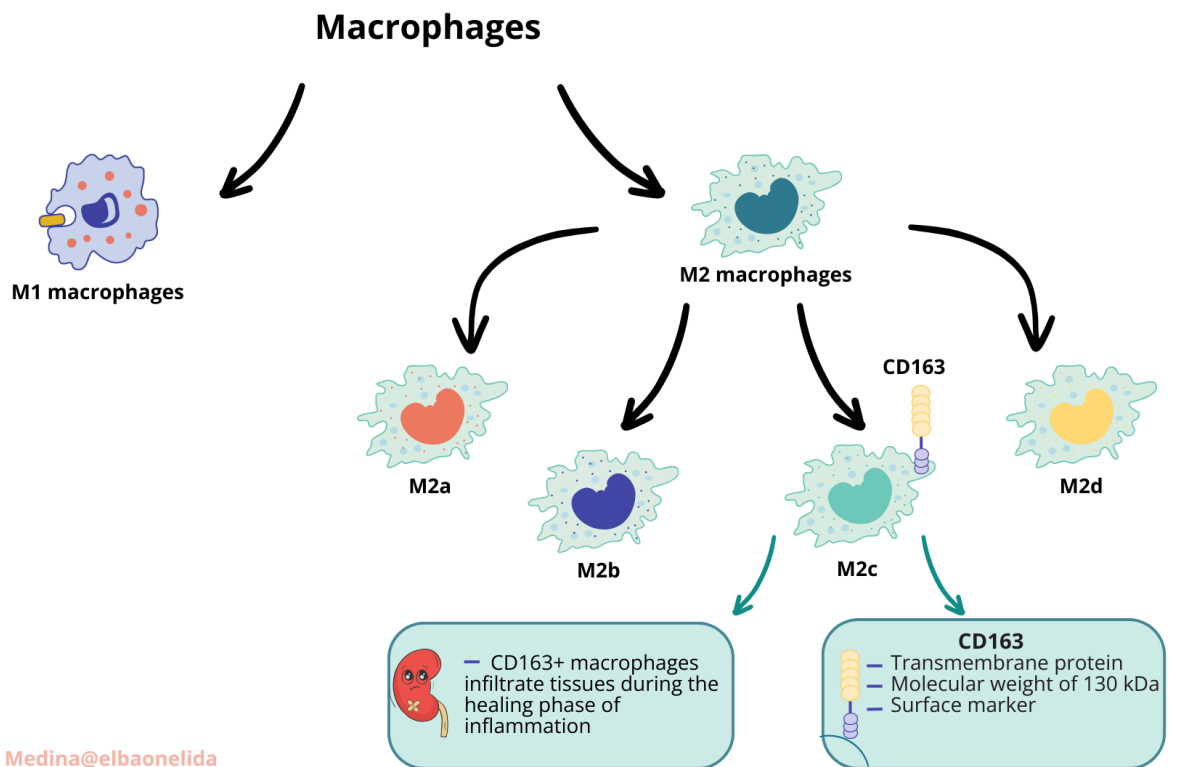 Macrophages
M1 macrophages
M2 macrophages
CD163
M2a
M2d
M2b
M2c
– CD163+ macrophages
infiltrate tissues during the
healing phase of
inflammation
CD163
– Transmembrane protein
– Molecular weight of 130 kDa
– Surface marker
Medina@elbaonelida